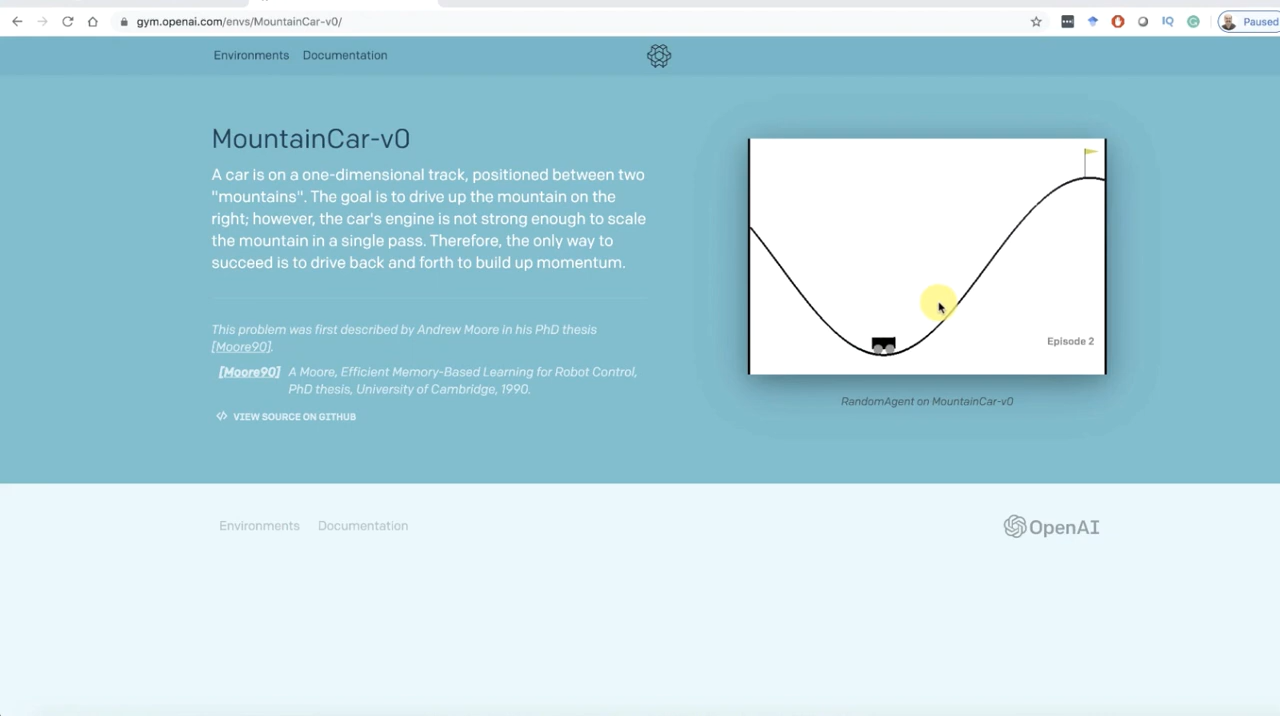 gym.openai.com/envs/MountainCar-v0/
IQ
Paused
Environments Documentation
MountainCar-v0
A car is on a one-dimensional track, positioned between two
"mountains". The goal is to drive up the mountain on the
right; however, the car's engine is not strong enough to scale
the mountain in a single pass. Therefore, the only way to
succeed is to drive back and forth to build up momentum.
This problem was first described by Andrew Moore in his PhD thesis
[Moore90].
[Moore90] A Moore, Efficient Memory-Based Learning for Robot Control,
PhD thesis, University of Cambridge, 1990.
VIEW SOURCE ON GITHUB
Episode 2
RandomAgent on MountainCar-v0
Environments Documentation
OpenAI